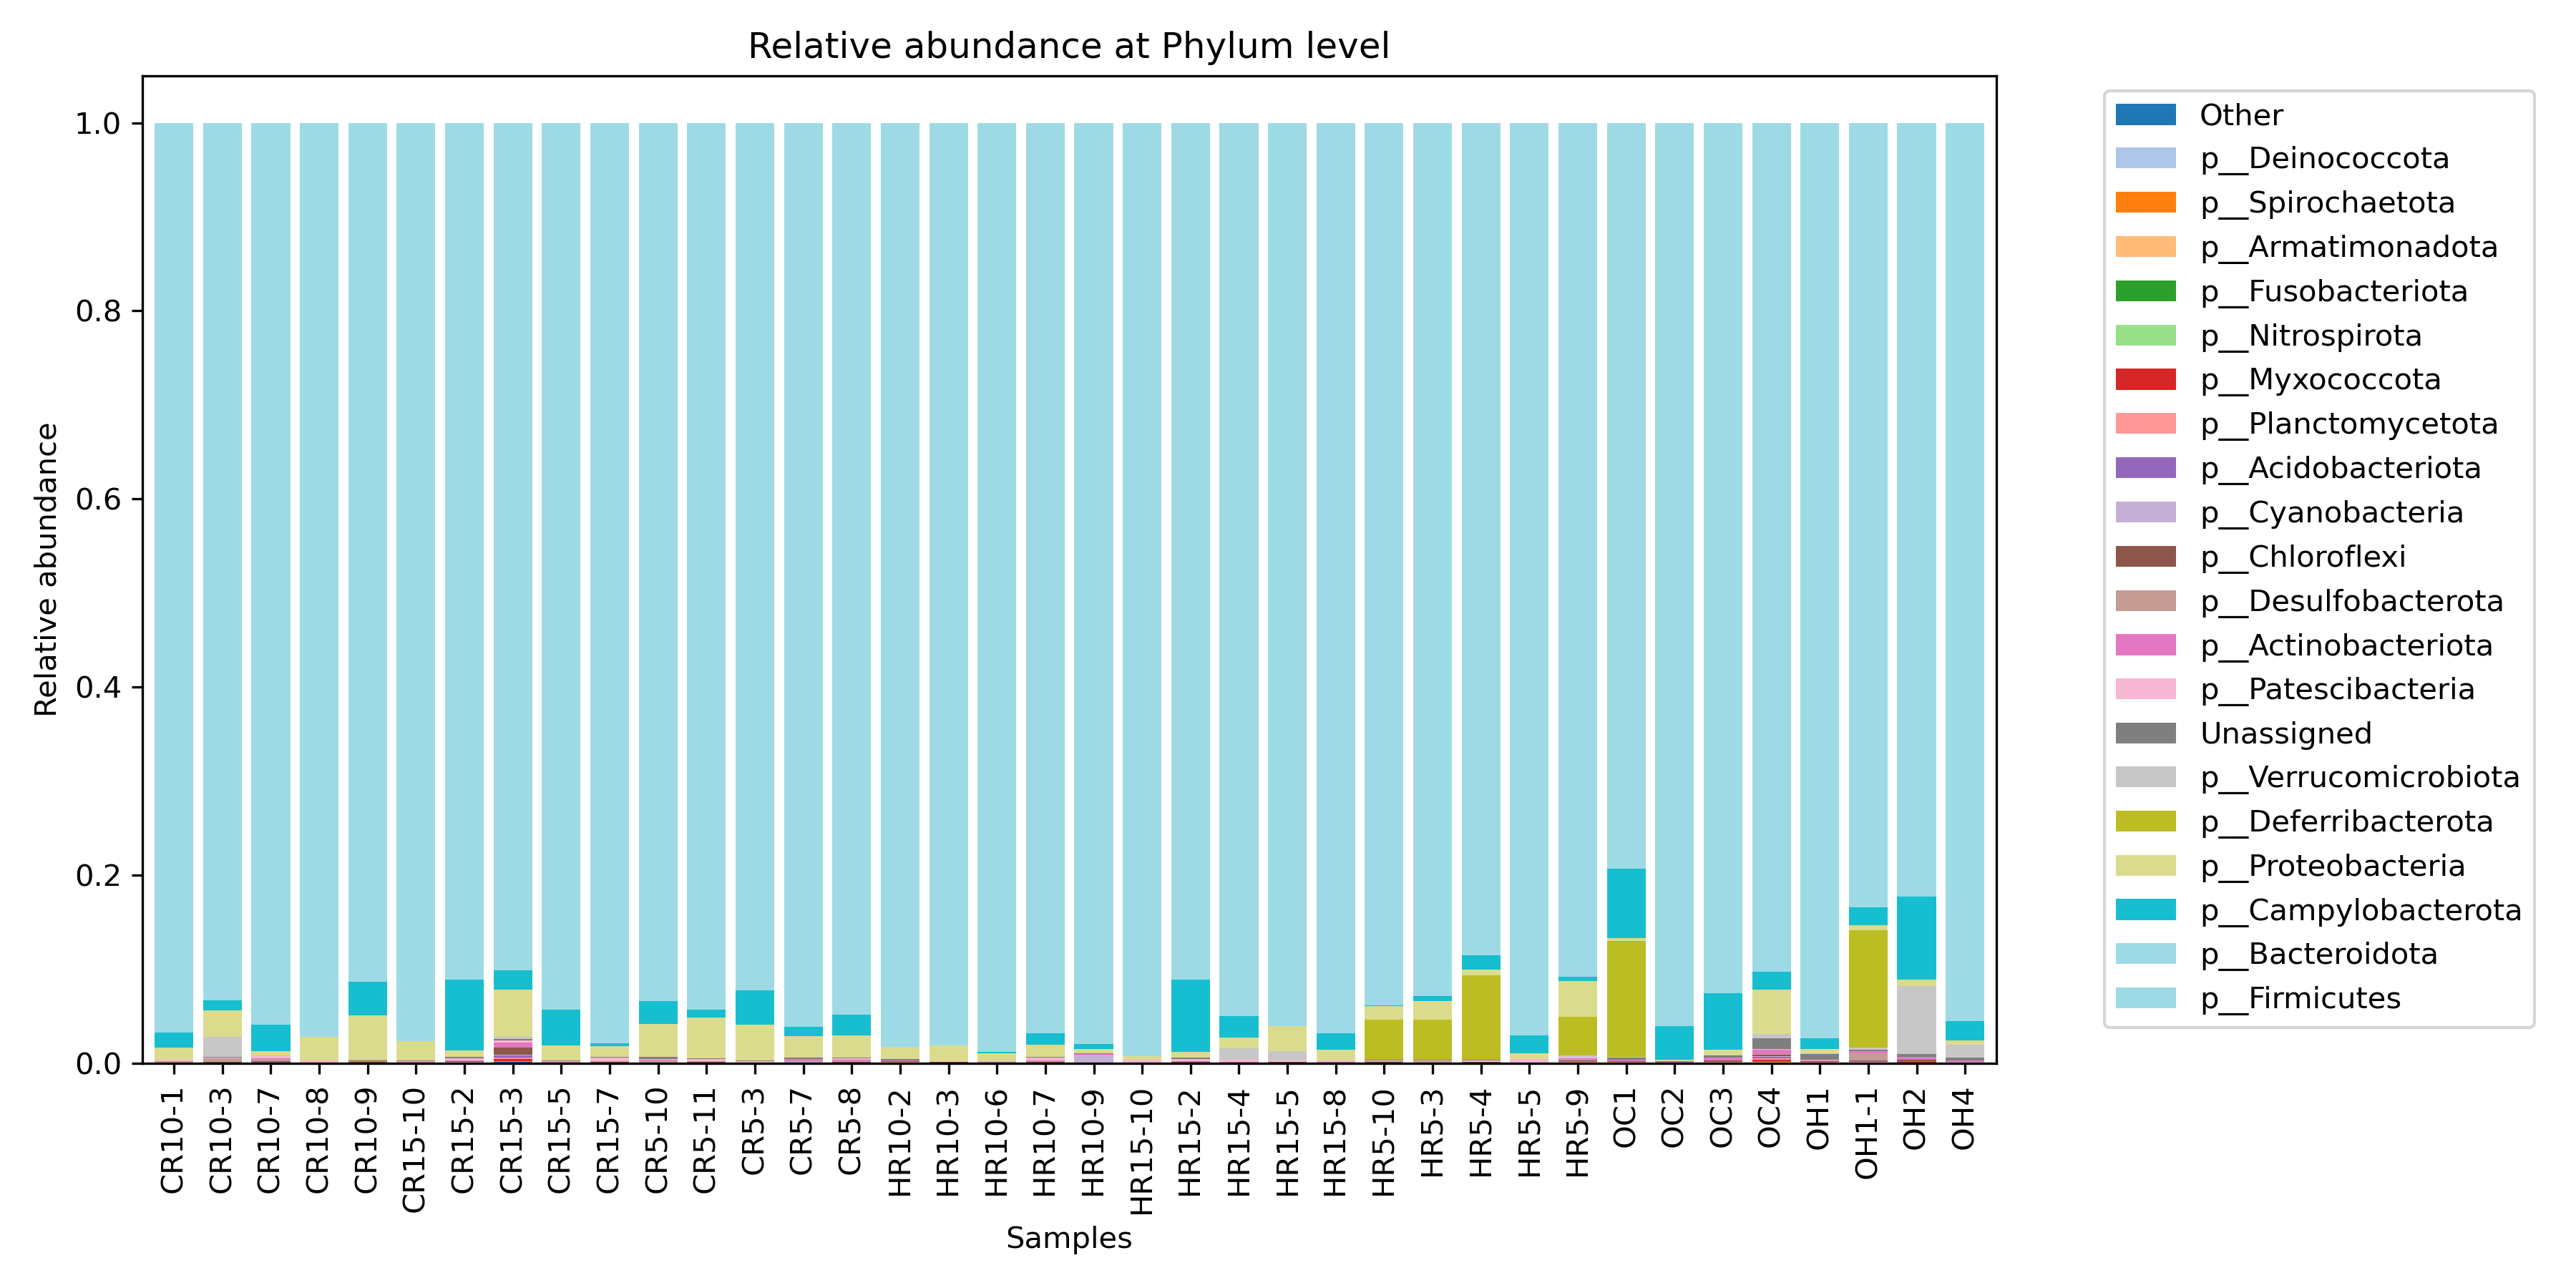 Relative abundance at Phylum level
Relative abundance
1.0
0.8
0.6
0.4
0.2
0.0
CR10-1
CR10-3
CR10-7
CR10-8
CR10-9
CR15-10
CR15-2
CR15-3
CR15-5
CR15-7
CR5-10
CR5-11
CR5-3
CR5-7
CR5-8
HR10-2
HR10-3
HR10-6
HR10-7
HR10-9
HR15-10
HR15-2
HR15-4
HR15-5
HR15-8
HR5-10
HR5-3
HR5-4
HR5-5
HR5-9
OC1
OC2
OC3
OC4
OH1
OH1-1
OH2
OH4
Samples
Other
p__Deinococcota
p__Spirochaetota
p__Armatimonadota
p__Fusobacteriota
p__Nitrospirota
p__Myxococcota
p__Planctomycetota
p__Acidobacteriota
p__Cyanobacteria
p__Chloroflexi
p__Desulfobacterota
p__Actinobacteriota
p__Patescibacteria
Unassigned
p__Verrucomicrobiota
p__Deferribacterota
p__Proteobacteria
p__Campylobacterota
p__Bacteroidota
p__Firmicutes